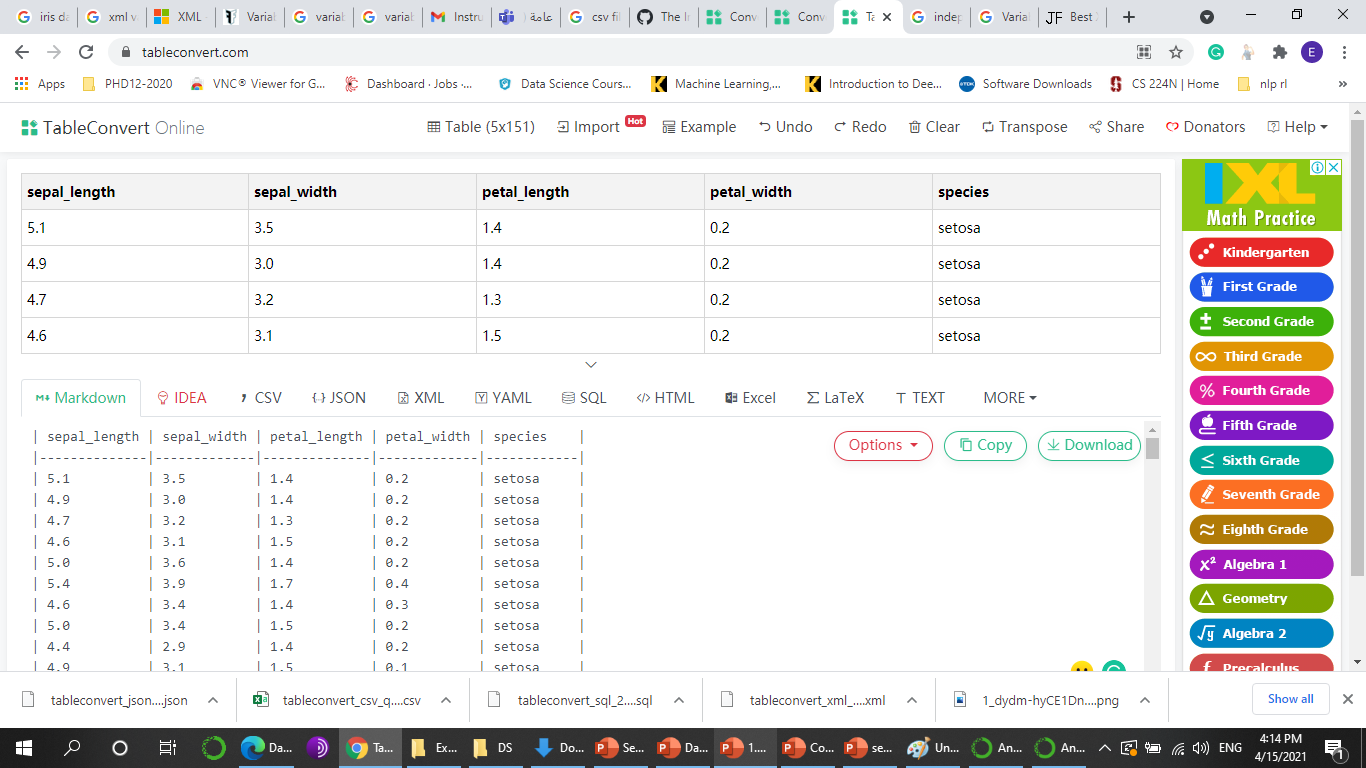 iris da
xml v
XML
Variab
variab
variab
Instru
عامة
csv fil
The Ir
Conv
Conv
Ta
indep
Varia
Best
tableconvert.com
E
Apps
PHD12-2020
VNC® Viewer for G...
Dashboard · Jobs ·...
Data Science Cours...
Machine Learning,...
Introduction to Dee...
Software Downloads
CS 224N | Home
nlp rl
»
TableConvert Online
Table (5x151)
Import Hot
Example
Undo
Redo
Clear
Transpose
Share
Donators
Help
sepal_length sepal_width petal_length petal_width species
5.1 3.5 1.4 0.2 setosa
4.9 3.0 1.4 0.2 setosa
4.7 3.2 1.3 0.2 setosa
4.6 3.1 1.5 0.2 setosa
Markdown
IDEA
CSV
JSON
XML
YAML
SQL
HTML
Excel
LaTeX
TEXT
MORE
| sepal_length | sepal_width | petal_length | petal_width | species |
|--------------|-------------|--------------|-------------|-----------|
| 5.1 | 3.5 | 1.4 | 0.2 | setosa |
| 4.9 | 3.0 | 1.4 | 0.2 | setosa |
| 4.7 | 3.2 | 1.3 | 0.2 | setosa |
| 4.6 | 3.1 | 1.5 | 0.2 | setosa |
| 5.0 | 3.6 | 1.4 | 0.2 | setosa |
| 5.4 | 3.9 | 1.7 | 0.4 | setosa |
| 4.6 | 3.4 | 1.4 | 0.3 | setosa |
| 5.0 | 3.4 | 1.5 | 0.2 | setosa |
| 4.4 | 2.9 | 1.4 | 0.2 | setosa |
| 4.9 | 3.1 | 1.5 | 0.1 | setosa |
Options
Copy
Download
IXL
Math Practice
Kindergarten
First Grade
Second Grade
Third Grade
Fourth Grade
Fifth Grade
Sixth Grade
Seventh Grade
Eighth Grade
x² Algebra 1
Geometry
√y Algebra 2
f Precalculus
tableconvert_json....json
tableconvert_csv_q....csv
tableconvert_sql_2....sql
tableconvert_xml_....xml
1_dydm-hyCE1Dn....png
Show all
Da...
Ta...
Ex...
DS
Do...
Se...
Da...
1....
Co...
se...
Un...
An...
An...
ENG
4:14 PM
4/15/2021
1